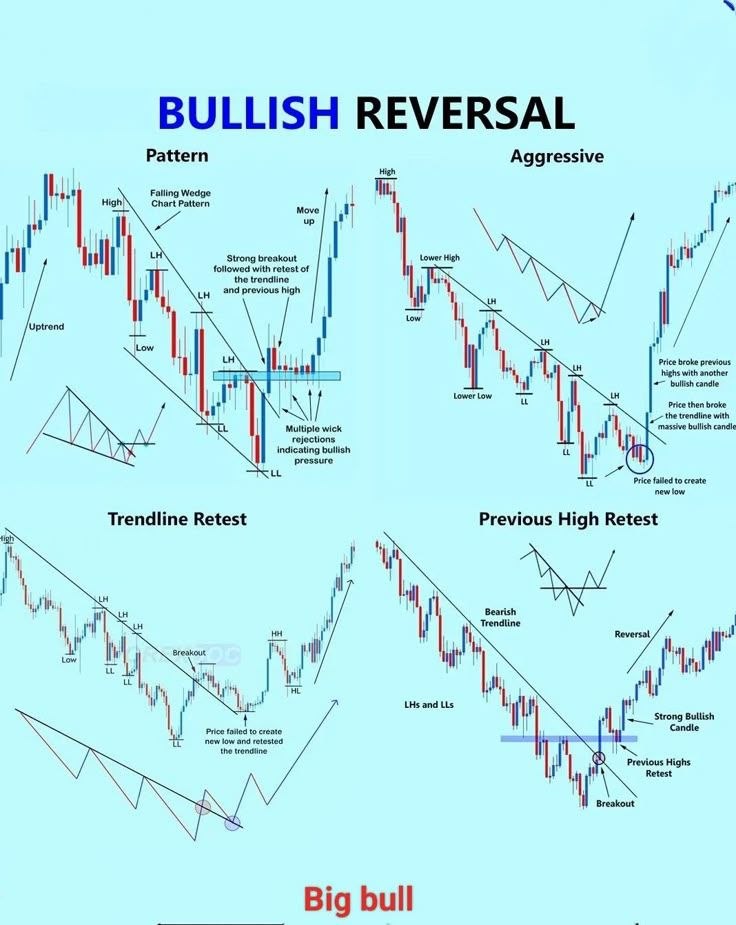 BULLISH REVERSAL
Pattern
High
Falling Wedge
Chart Pattern
LH
LH
LH
Low
LL
LL
Uptrend
Strong breakout
followed with retest of
the trendline
and previous high
Move
up
Multiple wick
rejections
indicating bullish
pressure
Aggressive
High
Lower High
Low
LH
Lower Low
LL
LH
LH
LL
LL
LH
Price broke previous
highs with another
bullish candle
Price then broke
the trendline with
massive bullish candle
Price failed to create
new low
Trendline Retest
High
Low
LH
LH
LH
LL
LL
LL
Breakout
HH
HL
Price failed to create
new low and retested
the trendline
Previous High Retest
Bearish
Trendline
LHs and LLs
Reversal
Strong Bullish
Candle
Previous Highs
Retest
Breakout
Big bull